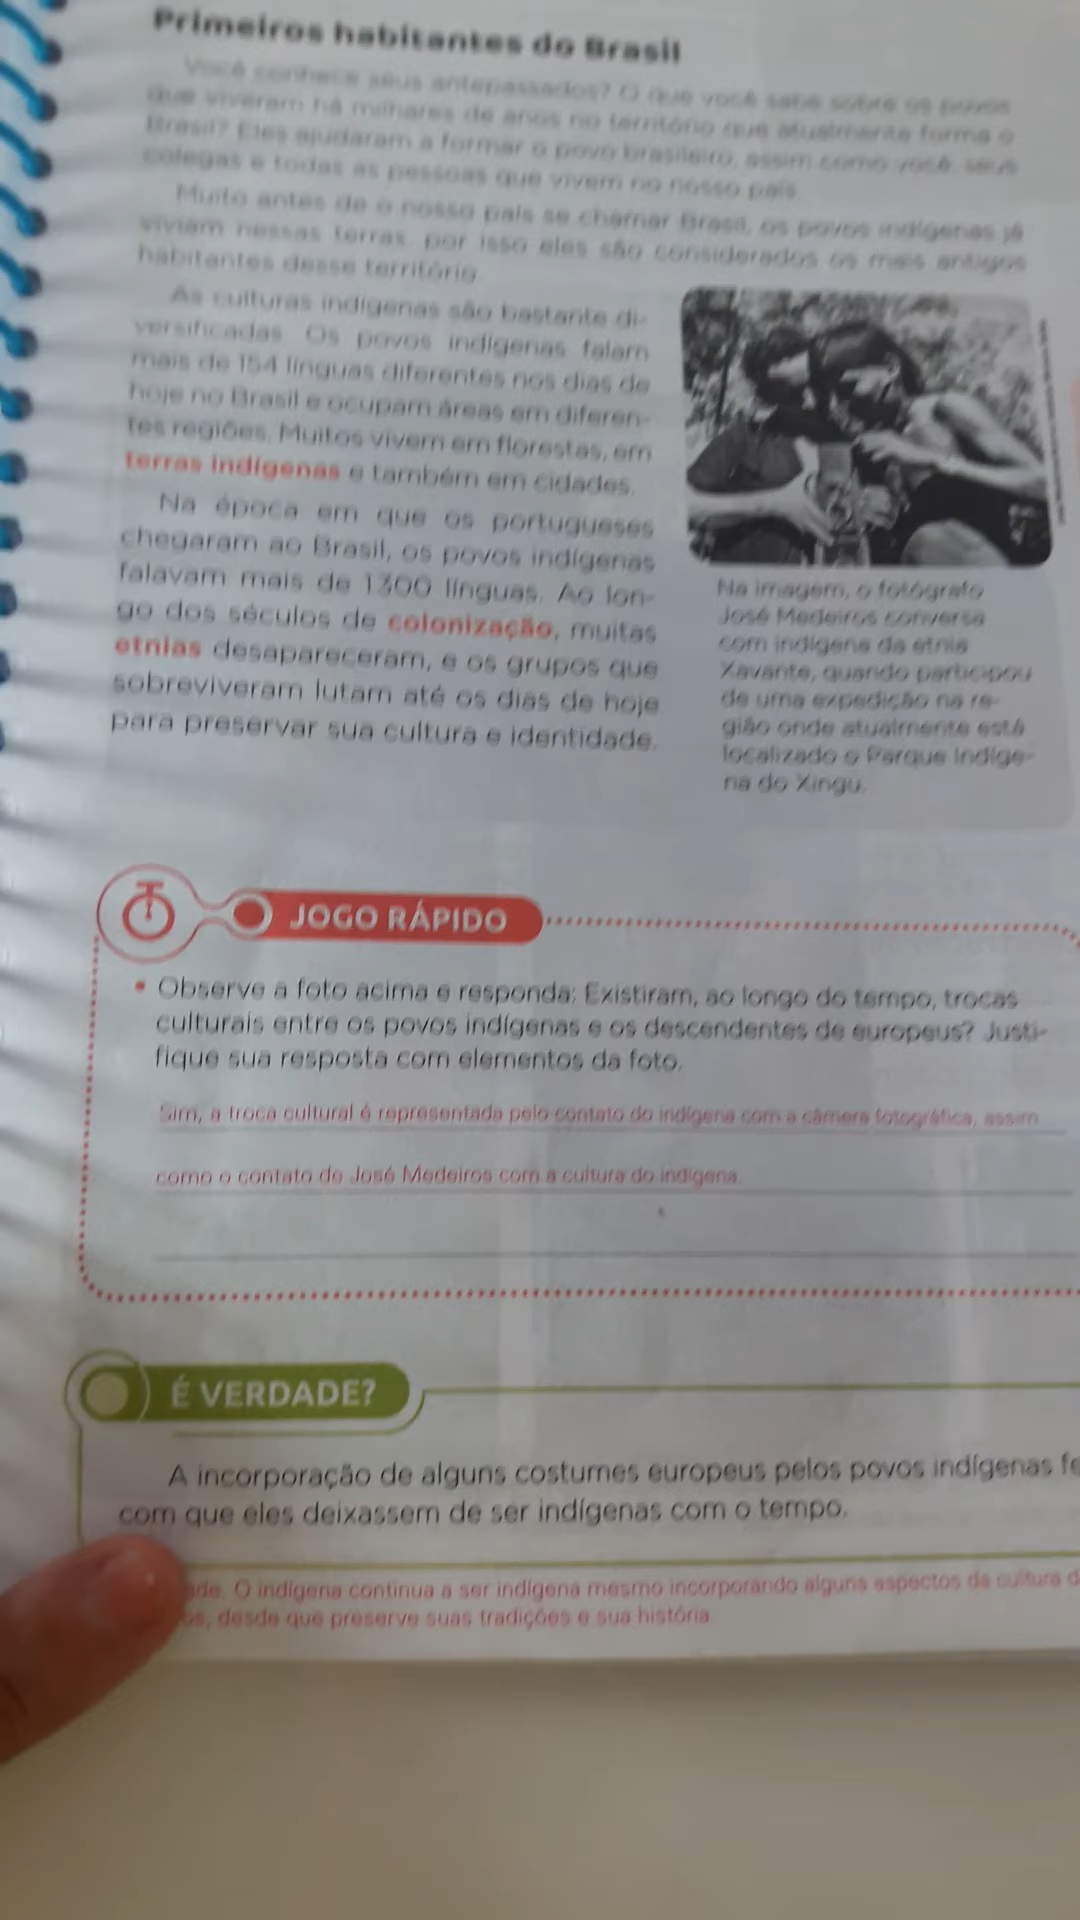 Primeiros habitantes do Brasil
Você conhece seus antepassados? O que você sabe sobre os povos
que viveram há milhares de anos no território que atualmente forma o
Brasil? Eles ajudaram a formar o povo brasileiro, assim como você, seus
colegas e todas as pessoas que vivem no nosso país.
Muito antes de o nosso país se chamar Brasil, os povos indígenas já
viviam nessas terras, por isso eles são considerados os mais antigos
habitantes desse território.
As culturas indígenas são bastante di-
versificadas. Os povos indígenas falam
mais de 154 línguas diferentes nos dias de
hoje no Brasil e ocupam áreas em diferen-
tes regiões. Muitos vivem em florestas, em
terras indígenas e também em cidades.
Na época em que os portugueses
chegaram ao Brasil, os povos indígenas
falavam mais de 1300 línguas. Ao lon-
go dos séculos de colonização, muitas
etnias desapareceram, e os grupos que
sobreviveram lutam até os dias de hoje
para preservar sua cultura e identidade.
Na imagem, o fotógrafo
José Medeiros conversa
com indígena da etnia
Xavante, quando participou
de uma expedição na re-
gião onde atualmente está
localizado o Parque Indíge-
na do Xingu.
JOGO RÁPIDO
• Observe a foto acima e responda: Existiram, ao longo do tempo, trocas
culturais entre os povos indígenas e os descendentes de europeus? Justi-
fique sua resposta com elementos da foto.
Sim, a troca cultural é representada pelo contato do indígena com a câmera fotográfica, assim
como o contato de José Medeiros com a cultura do indígena.
É VERDADE?
A incorporação de alguns costumes europeus pelos povos indígenas fe
com que eles deixassem de ser indígenas com o tempo.
ade. O indígena continua a ser indígena mesmo incorporando alguns aspectos da cultura d
os, desde que preserve suas tradições e sua história.